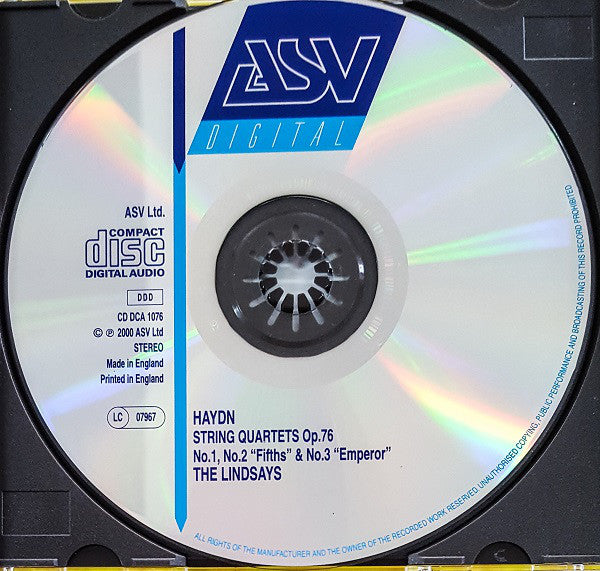 ASV
DIGITAL
ASV Ltd.
COMPACT
disc
DIGITAL AUDIO
DDD
CD DCA 1076
© ℗ 2000 ASV Ltd
STEREO
Made in England
Printed in England
LC 07967
HAYDN
STRING QUARTETS Op.76
No.1, No.2 “Fifths” & No.3 “Emperor”
THE LINDSAYS
ALL RIGHTS OF THE MANUFACTURER AND THE OWNER OF THE RECORDED WORK RESERVED. UNAUTHORISED COPYING, PUBLIC PERFORMANCE AND BROADCASTING OF THIS RECORD PROHIBITED